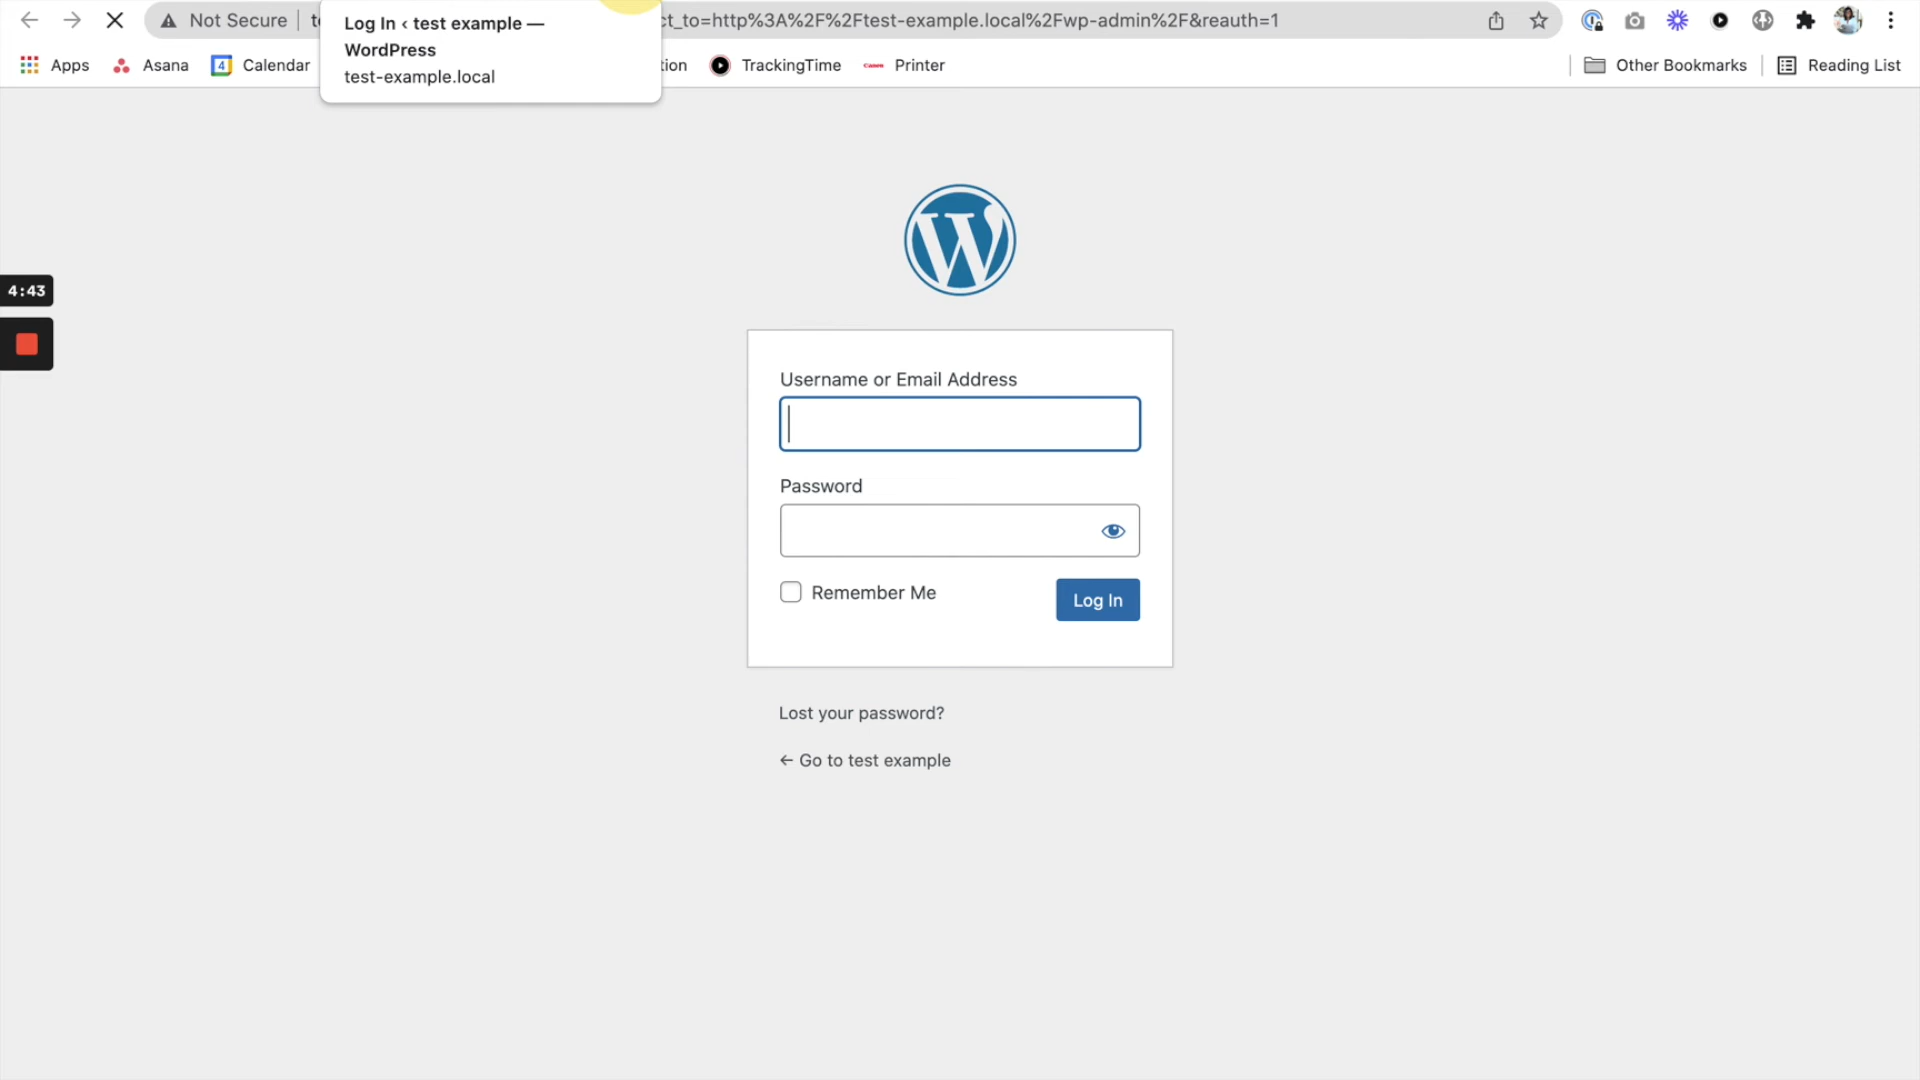 Not Secure
Log In ‹ test example —
WordPress
test-example.local
ct_to=http%3A%2F%2Ftest-example.local%2Fwp-admin%2F&reauth=1
Apps
Asana
4
Calendar
tion
TrackingTime
Canon
Printer
Other Bookmarks
Reading List
4:43
Username or Email Address
Password
Remember Me
Log In
Lost your password?
← Go to test example